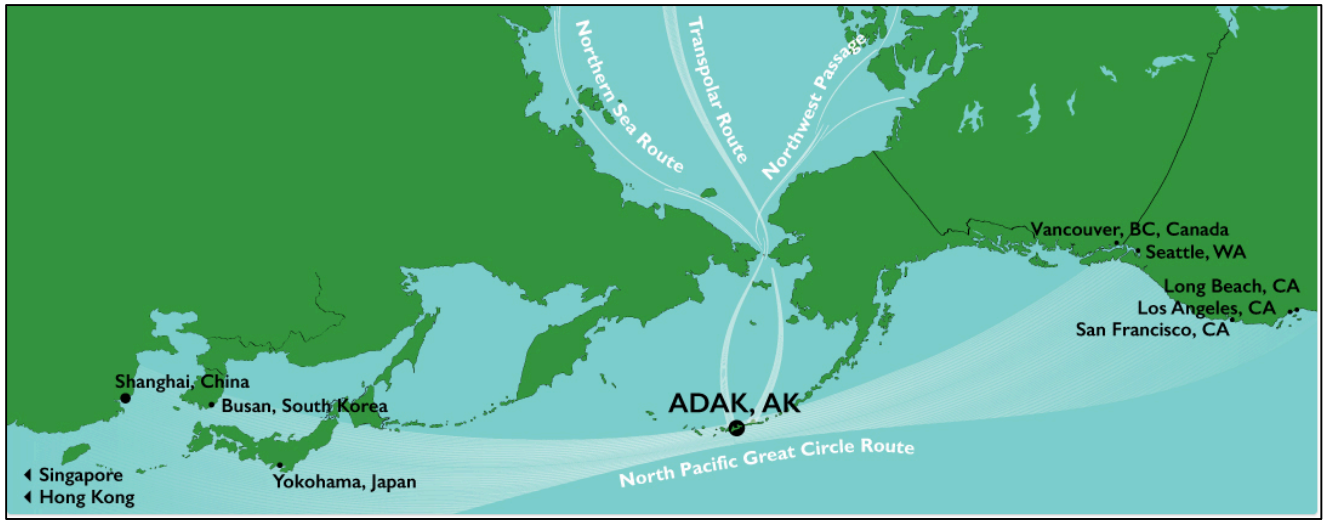 Northern Sea Route
Transpolar Route
Northwest Passage
Vancouver, BC, Canada
Seattle, WA
Long Beach, CA
Los Angeles, CA
San Francisco, CA
Shanghai, China
Busan, South Korea
ADAK, AK
North Pacific Great Circle Route
Singapore
Yokohama, Japan
Hong Kong